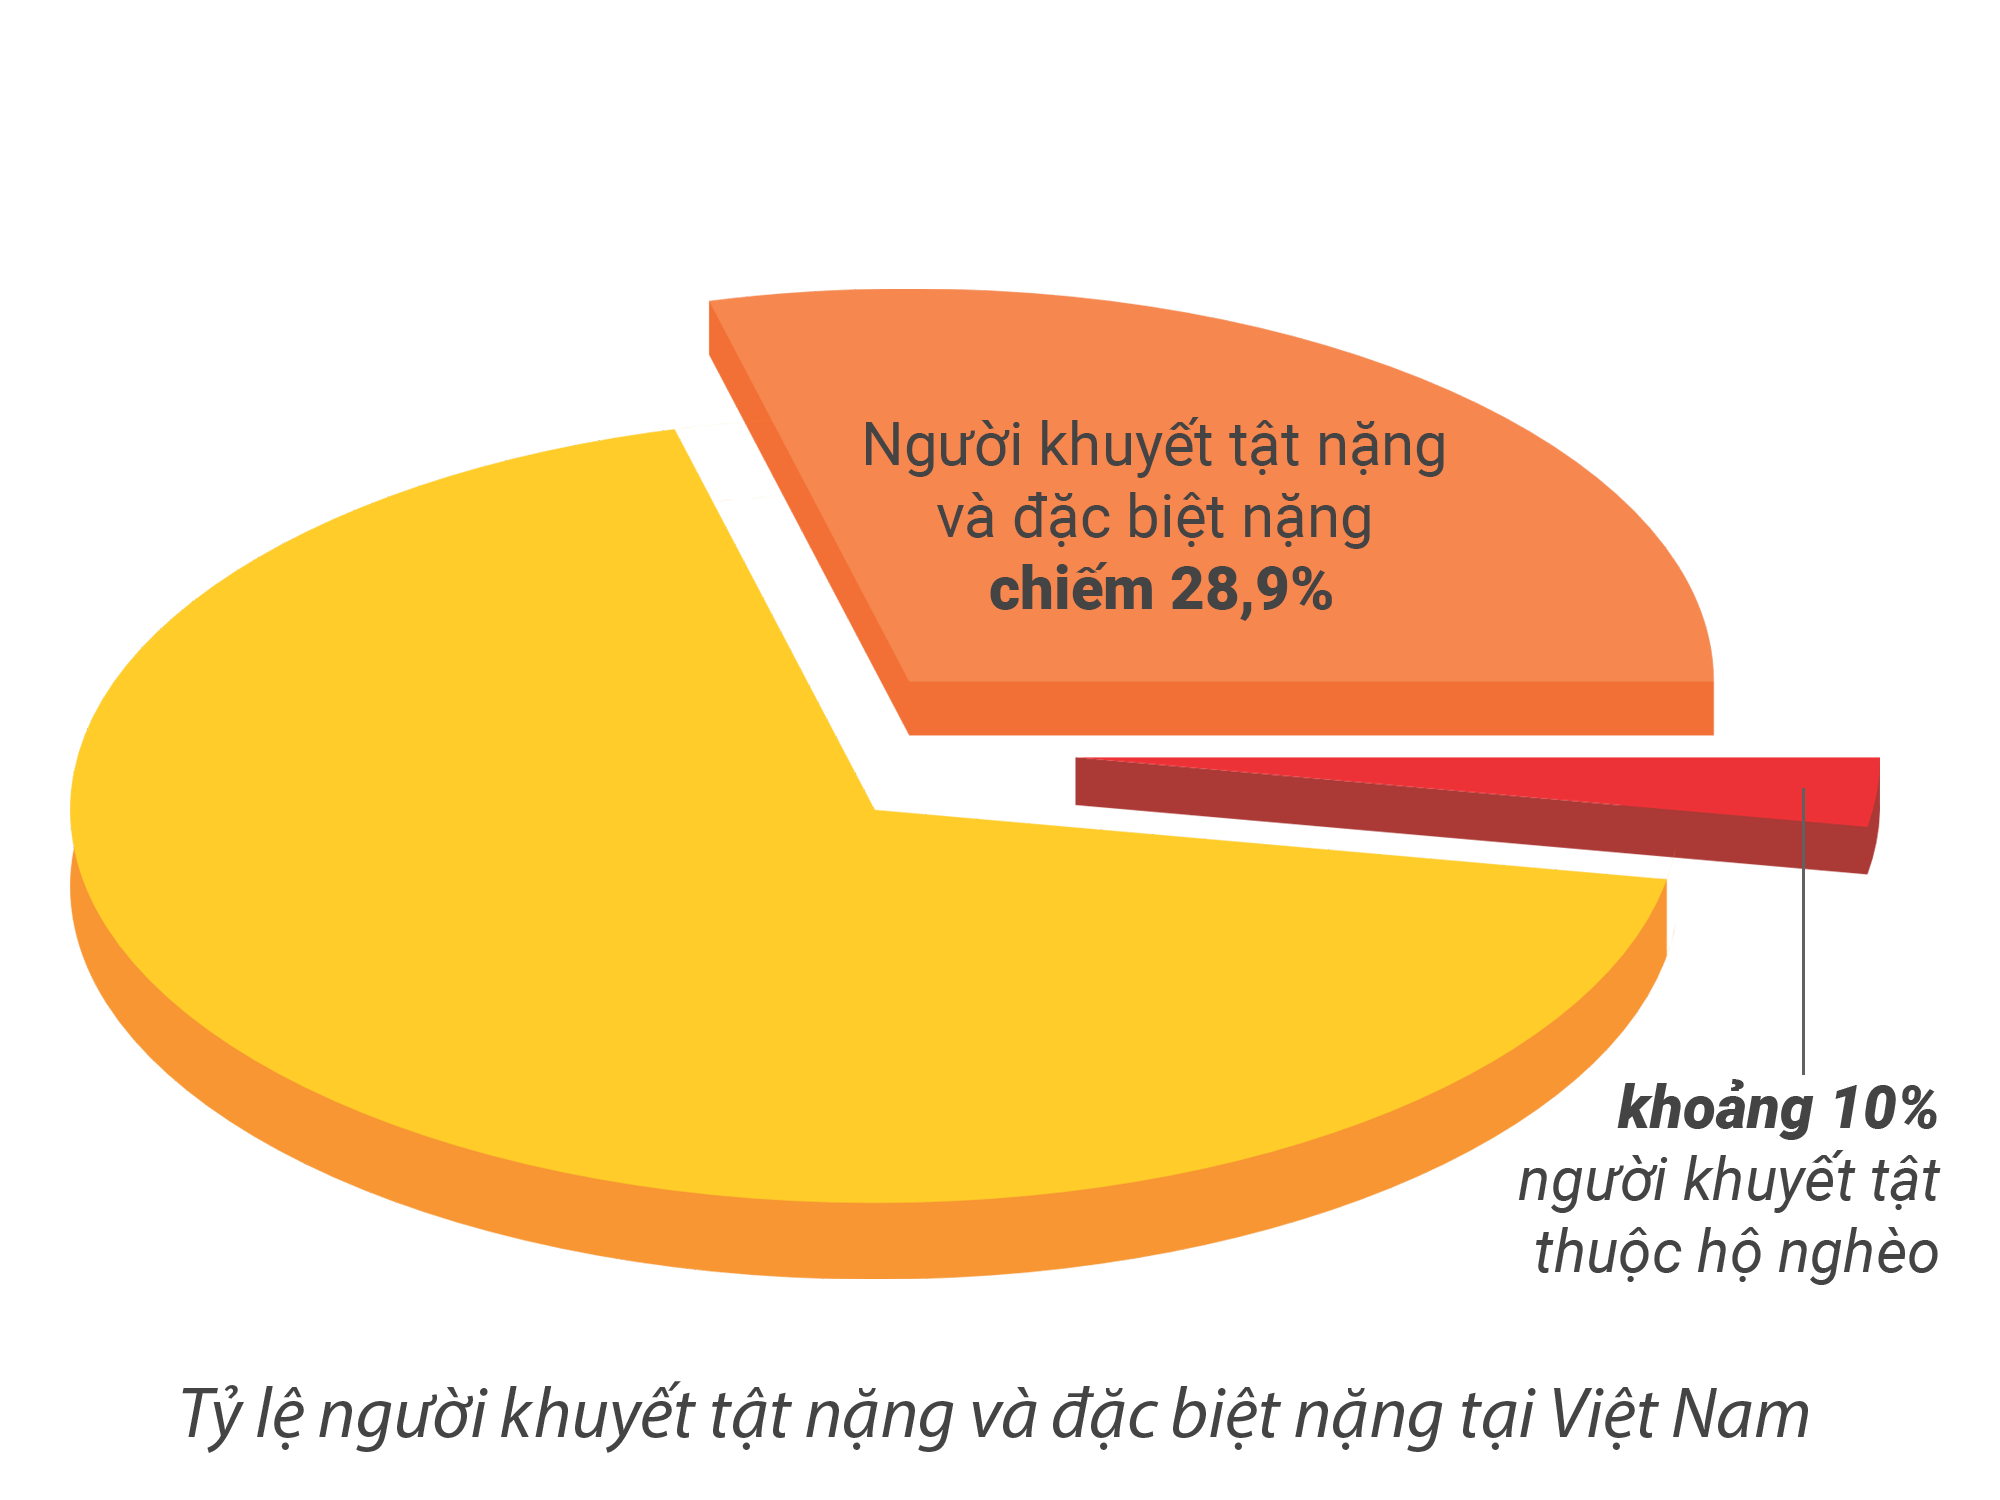 Người khuyết tật nặng
và đặc biệt nặng
chiếm 28,9%
khoảng 10%
người khuyết tật
thuộc hộ nghèo
Tỷ lệ người khuyết tật nặng và đặc biệt nặng tại Việt Nam